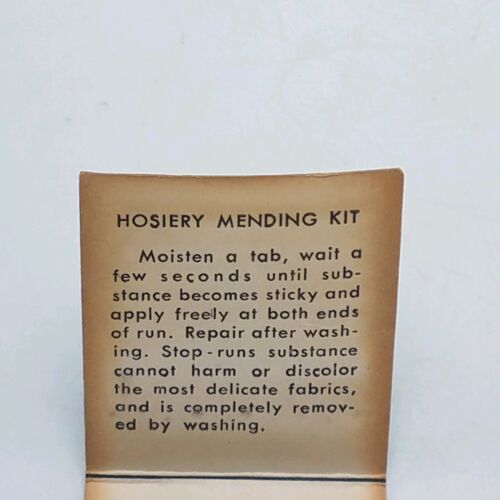 HOSIERY MENDING KIT
Moisten a tab, wait a
few seconds until sub-
stance becomes sticky and
apply freely at both ends
of run. Repair after wash-
ing. Stop-runs substance
cannot harm or discolor
the most delicate fabrics,
and is completely remov-
ed by washing.